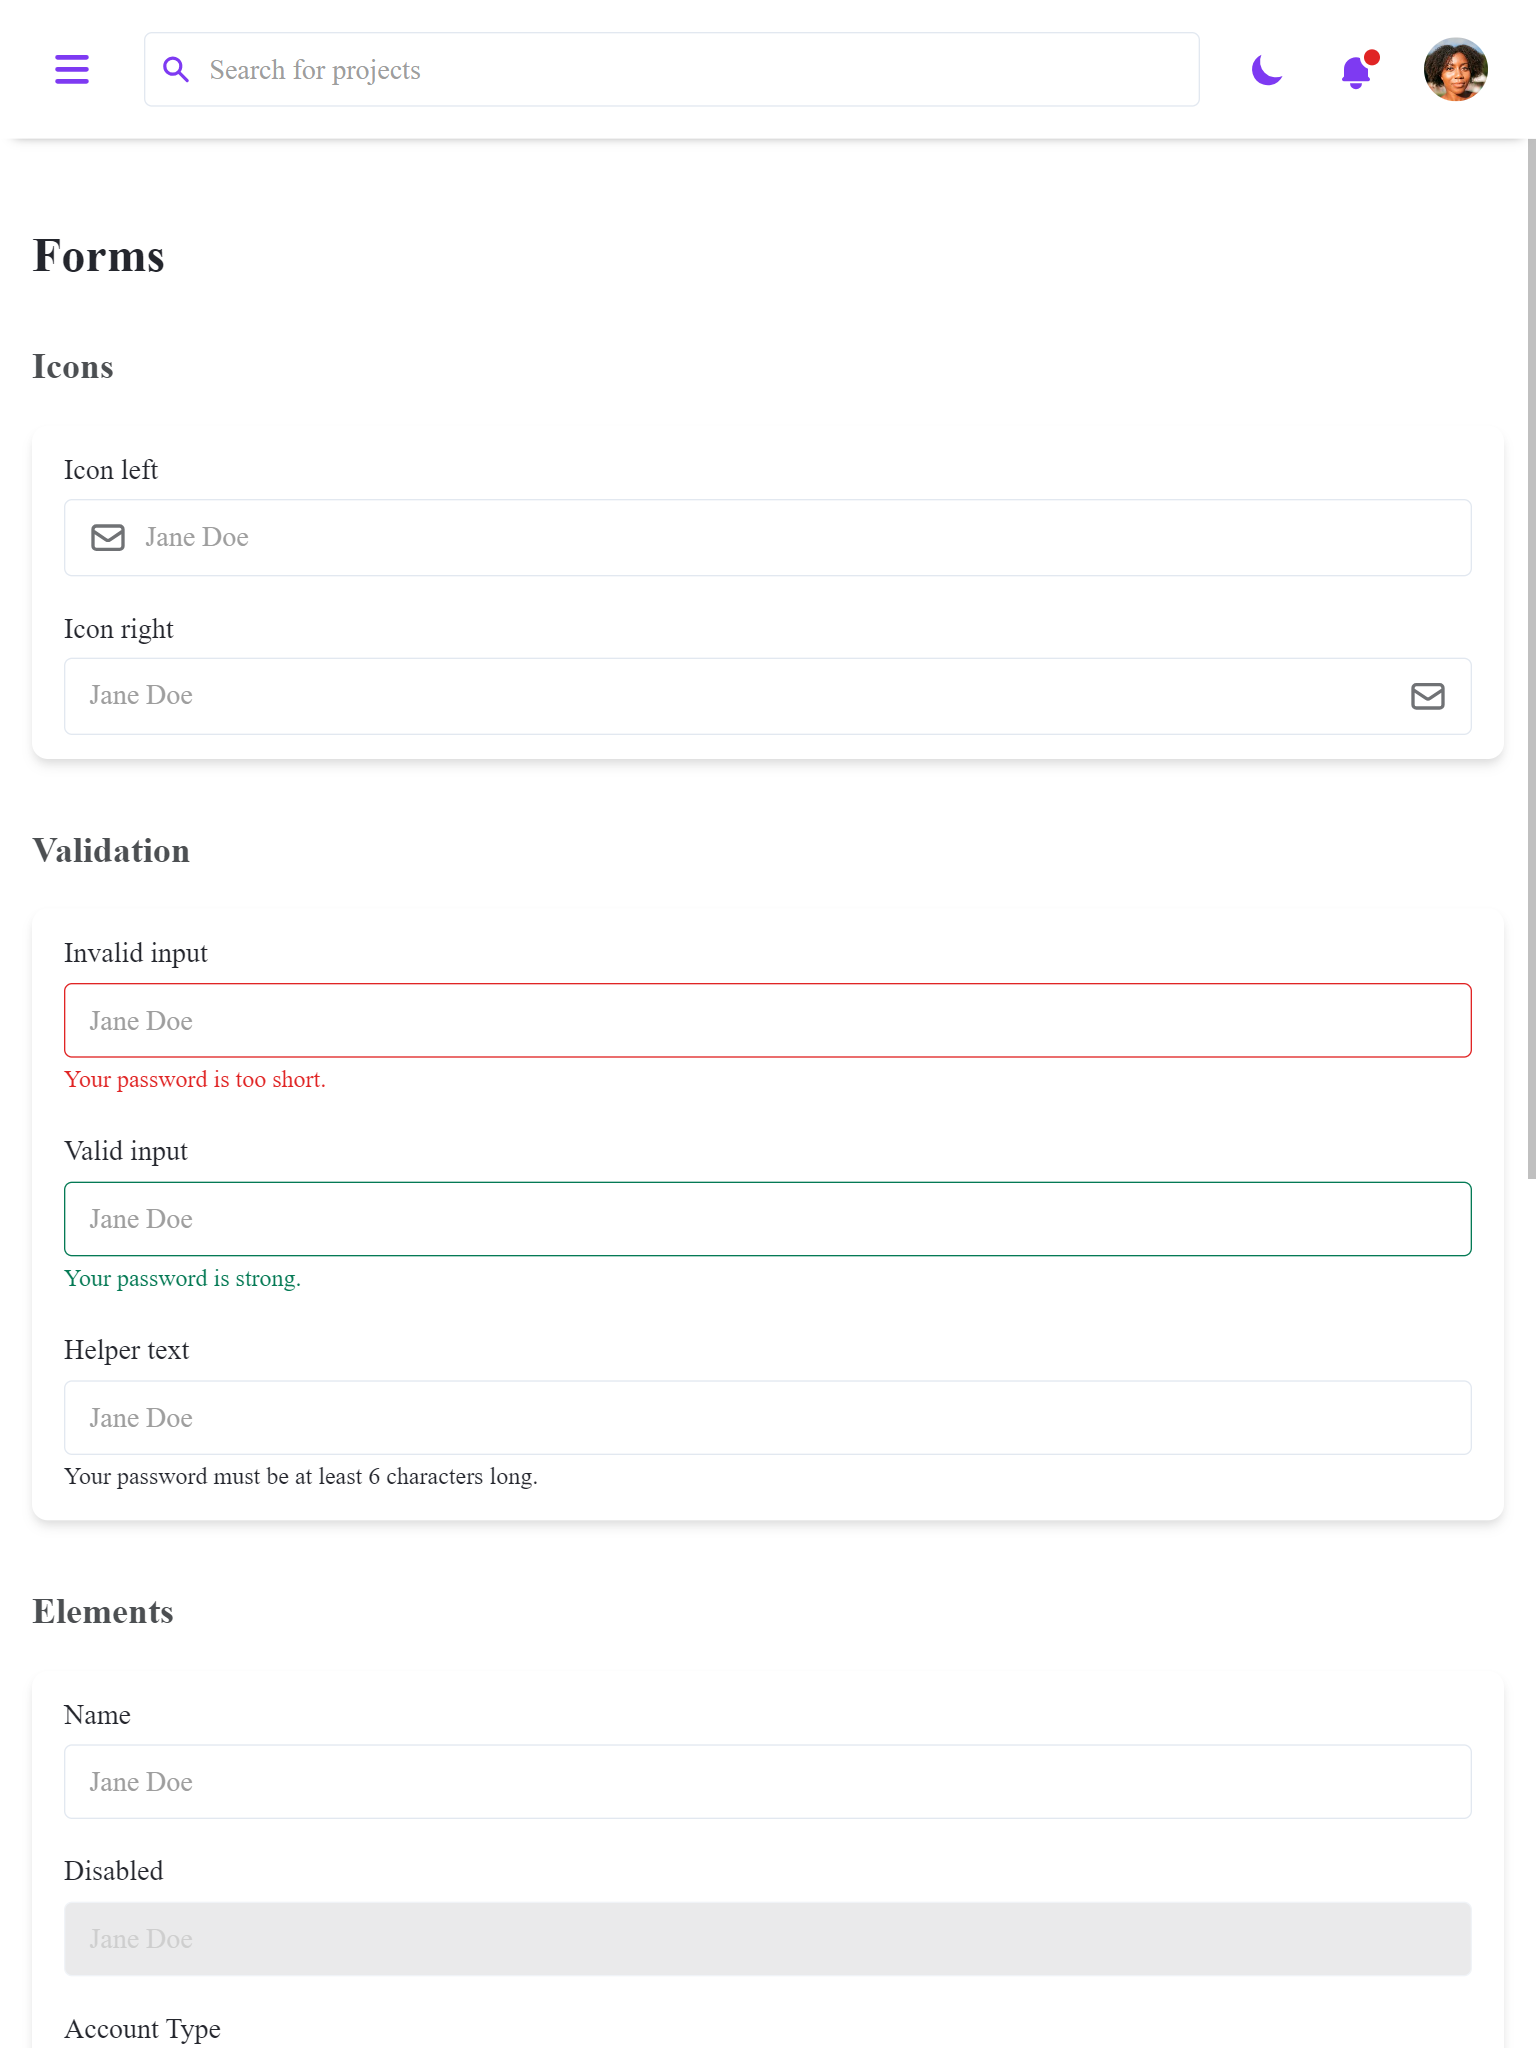 Search for projects
Forms
Icons
Icon left
Jane Doe
Icon right
Jane Doe
Validation
Invalid input
Jane Doe
Your password is too short.
Valid input
Jane Doe
Your password is strong.
Helper text
Jane Doe
Your password must be at least 6 characters long.
Elements
Name
Jane Doe
Disabled
Jane Doe
Account Type